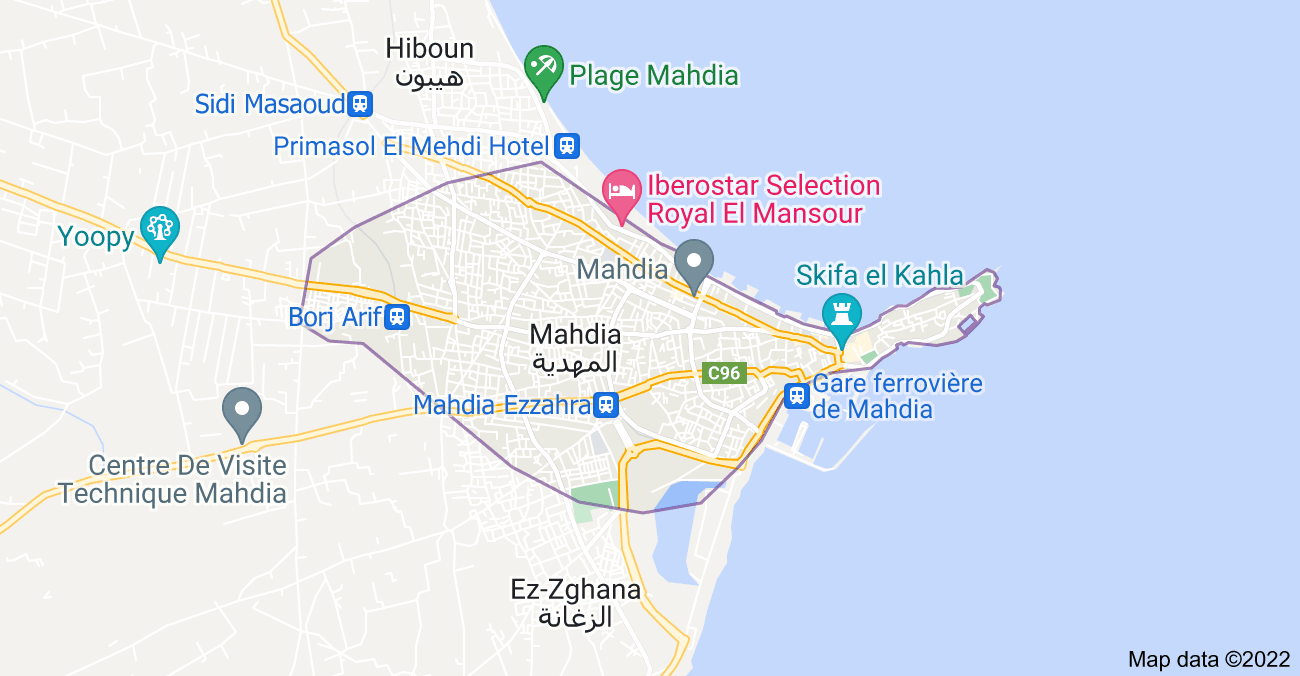 Hiboun
هيبون
Plage Mahdia
Sidi Masaoud
Primasol El Mehdi Hotel
Iberostar Selection
Royal El Mansour
Yoopy
Mahdia
Skifa el Kahla
Borj Arif
Mahdia
المهدية
C96
Gare ferrovière
de Mahdia
Mahdia Ezzahra
Centre De Visite
Technique Mahdia
Ez-Zghana
الزغانة
Map data ©2022